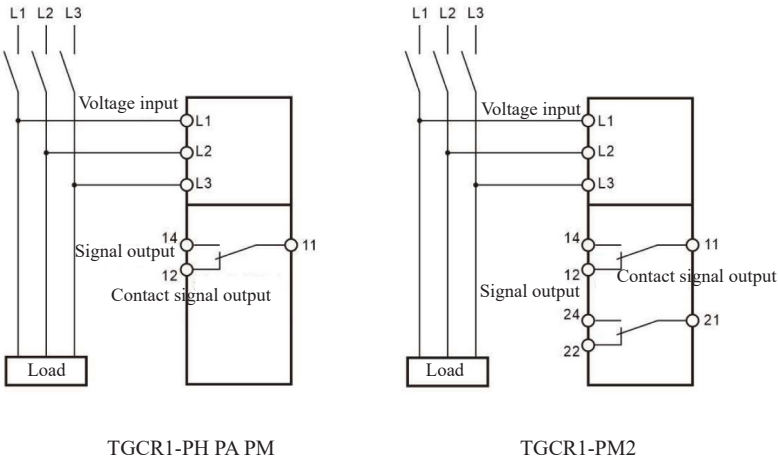 L1 L2 L3
Voltage input
L1
L2
L3
14
11
Signal output
12
Contact signal output
Load
TGCR1-PH PA PM
L1 L2 L3
Voltage input
L1
L2
L3
14
11
12
Contact signal output
Signal output
24
21
22
Load
TGCR1-PM2